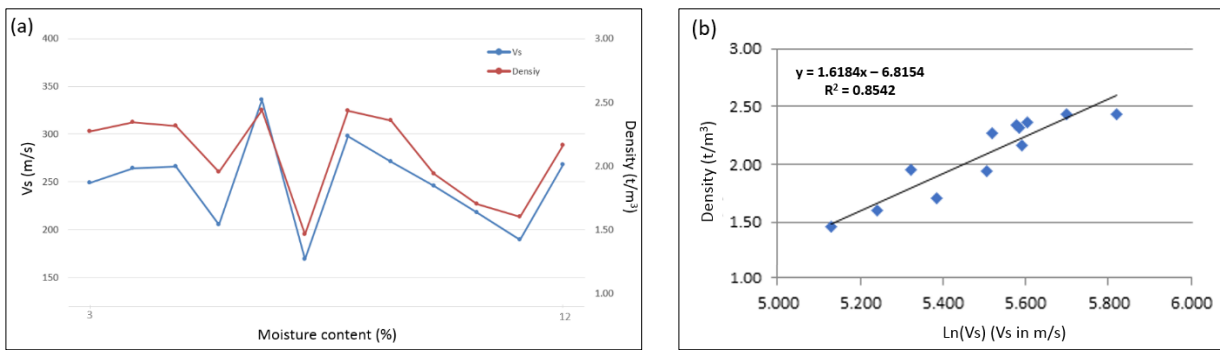 (a)
400
350
300
250
200
150
Vs (m/s)
3.00
2.50
2.00
1.50
1.00
Density (t/m³)
Vs
Densiy
3
12
Moisture content (%)
(b)
3.00
2.50
2.00
1.50
1.00
Density (t/m³)
y = 1.6184x – 6.8154
R² = 0.8542
5.000 5.200 5.400 5.600 5.800 6.000
Ln(Vs) (Vs in m/s)